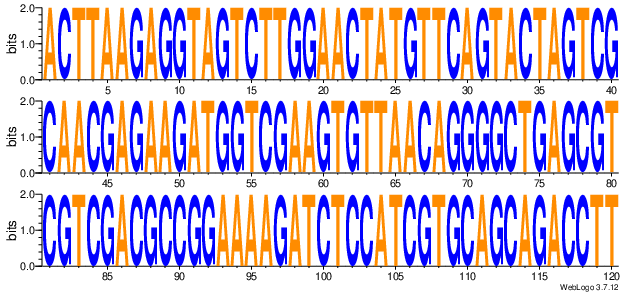 2.0
bits
1.0
0.0
ACTTAAGAGGTAGTCTTGGAACTATGTTCAGTACTAGTCG
5 10 15 20 25 30 35 40
2.0
bits
1.0
0.0
CAACGAGAAGATGGTCGAAGTGTTAACAGGGGCTGAGCGT
45 50 55 60 65 70 75 80
2.0
bits
1.0
0.0
CGTCGACGCCGGAAAAGATCTCCATCGTGCAGCAGACCTT
85 90 95 100 105 110 115 120
WebLogo 3.7.12